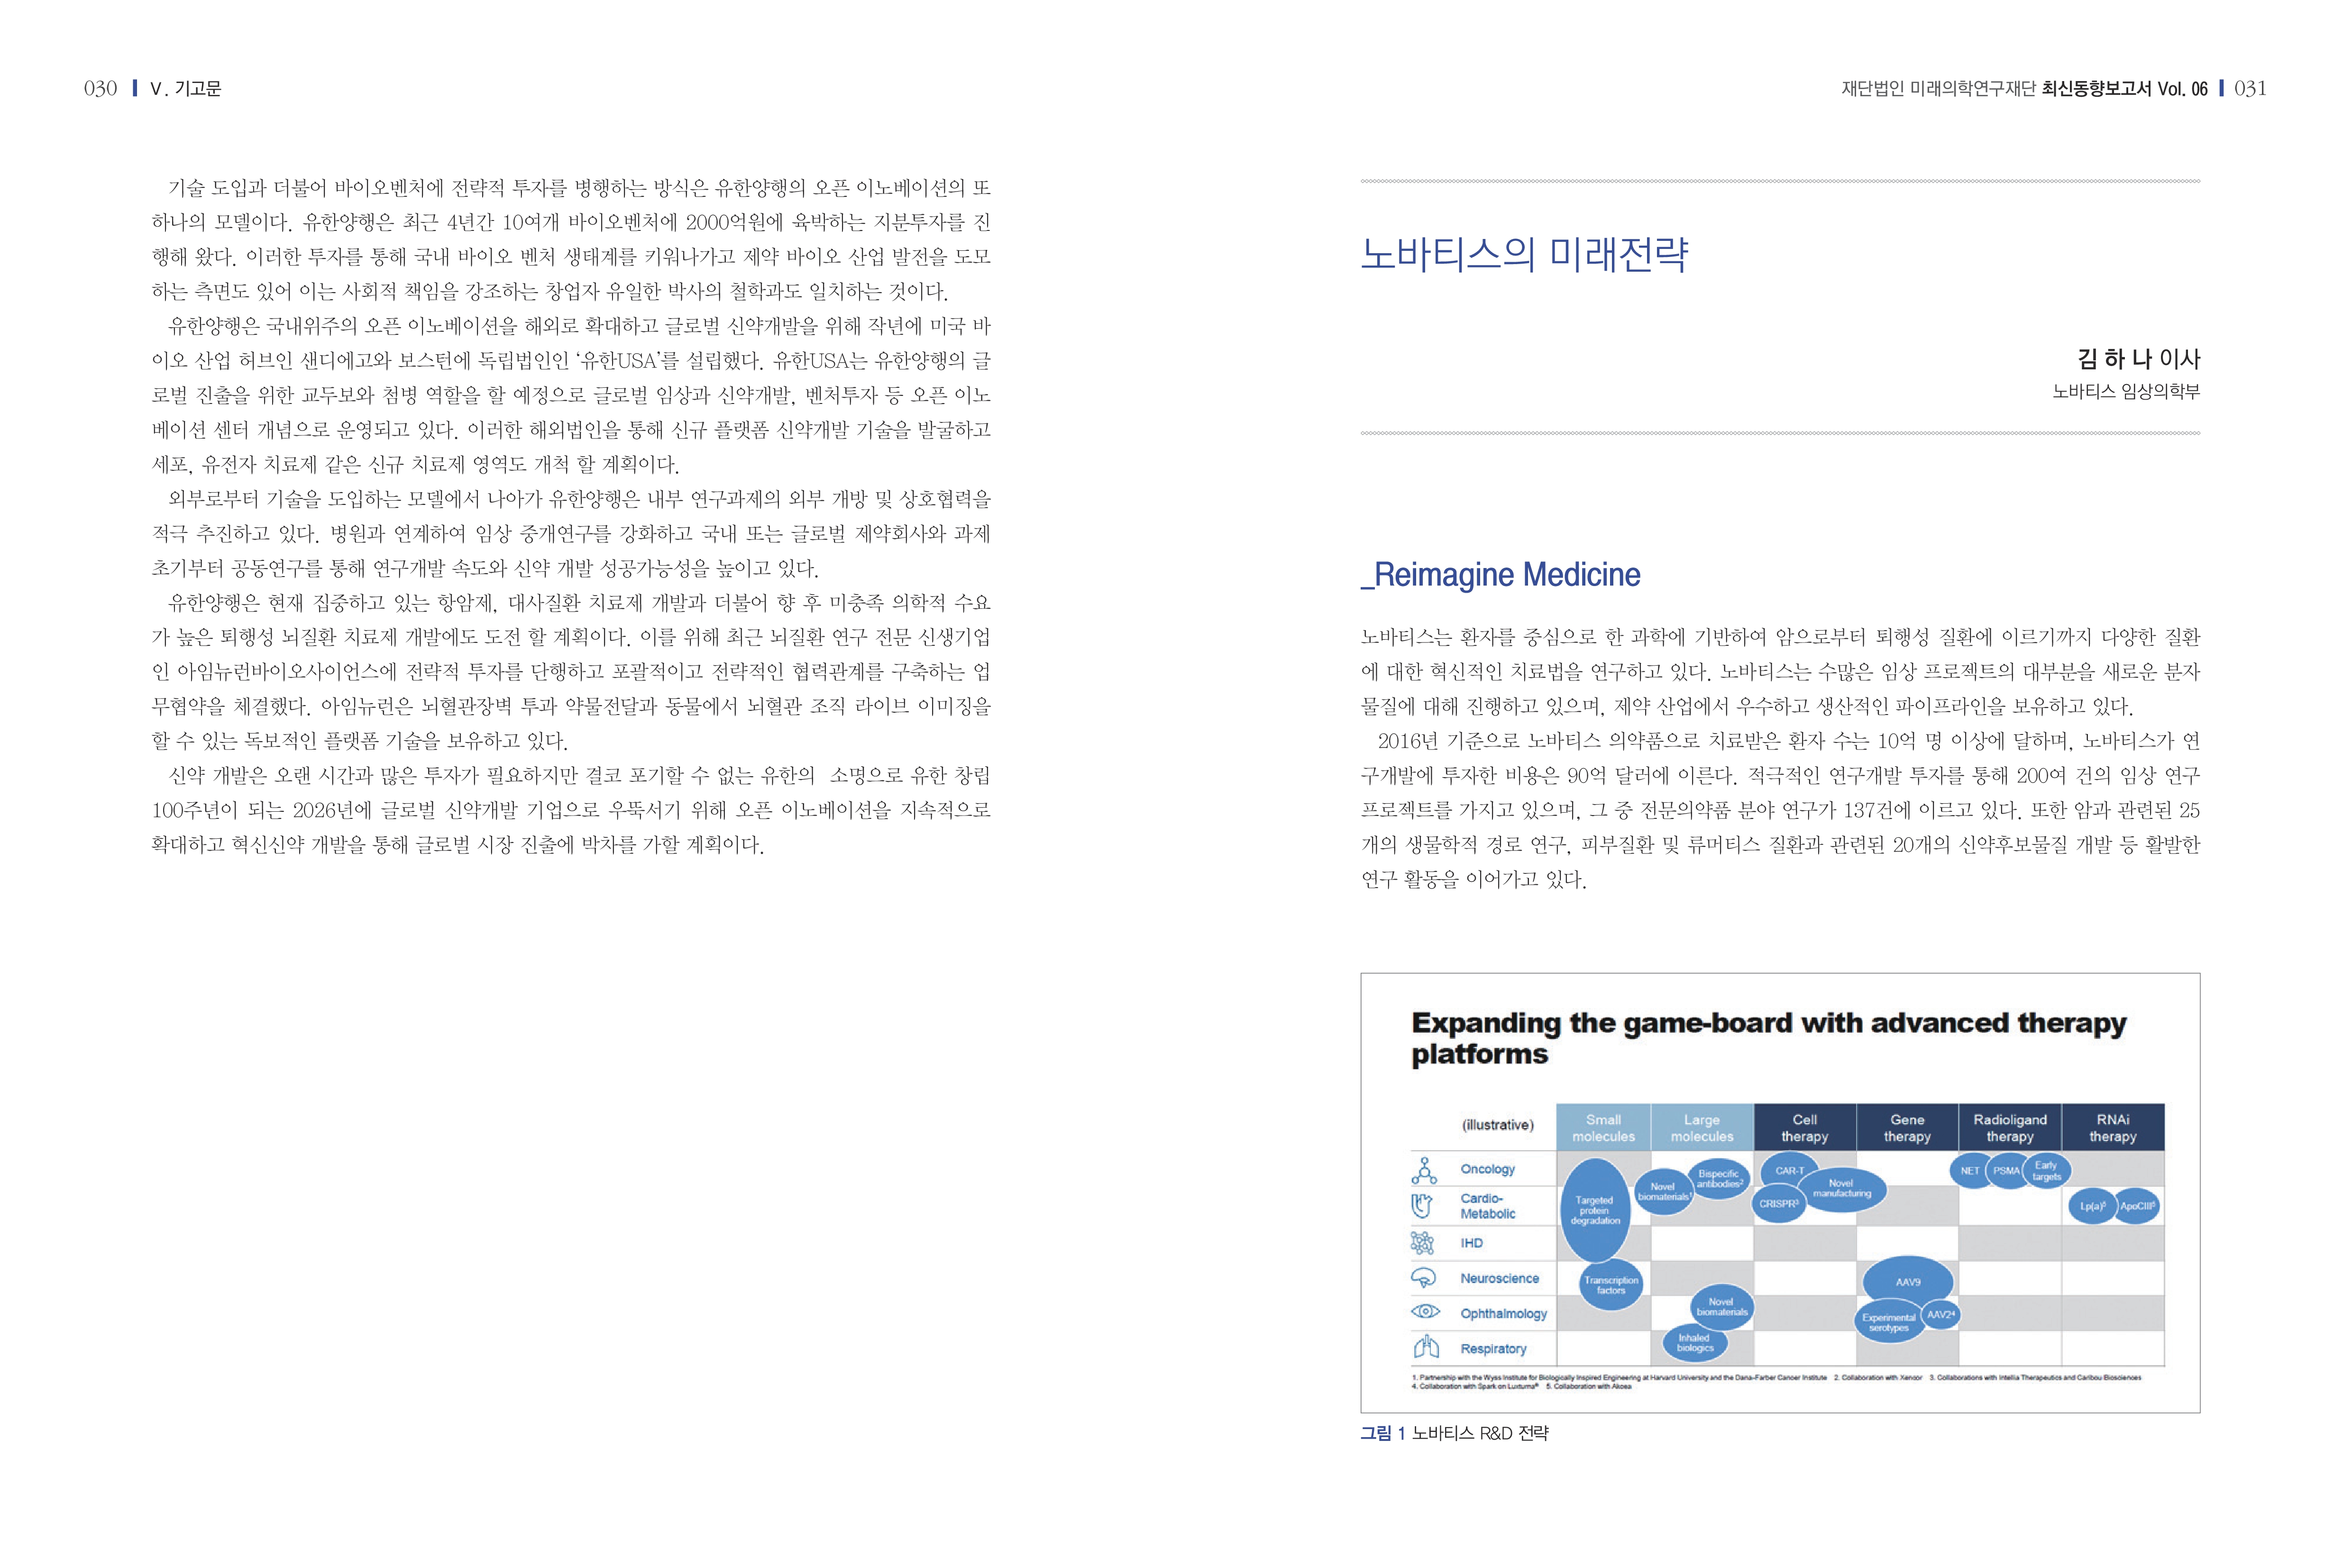 030 V. 기고문
기술 도입과 더불어 바이오벤처에 전략적 투자를 병행하는 방식은 유한양행의 오픈 이노베이션의 또
하나의 모델이다. 유한양행은 최근 4년간 10여개 바이오벤처에 2000억원에 육박하는 지분투자를 진
행해 왔다. 이러한 투자를 통해 국내 바이오 벤처 생태계를 키워나가고 제약 바이오 산업 발전을 도모
하는 측면도 있어 이는 사회적 책임을 강조하는 창업자 유일한 박사의 철학과도 일치하는 것이다.
유한양행은 국내위주의 오픈 이노베이션을 해외로 확대하고 글로벌 신약개발을 위해 작년에 미국 바
이오 산업 허브인 샌디에고와 보스턴에 독립법인인 ‘유한USA’를 설립했다. 유한USA는 유한양행의 글
로벌 진출을 위한 교두보와 첨병 역할을 할 예정으로 글로벌 임상과 신약개발, 벤처투자 등 오픈 이노
베이션 센터 개념으로 운영되고 있다. 이러한 해외법인을 통해 신규 플랫폼 신약개발 기술을 발굴하고
세포, 유전자 치료제 같은 신규 치료제 영역도 개척 할 계획이다.
외부로부터 기술을 도입하는 모델에서 나아가 유한양행은 내부 연구과제의 외부 개방 및 상호협력을
적극 추진하고 있다. 병원과 연계하여 임상 중개연구를 강화하고 국내 또는 글로벌 제약회사와 과제
초기부터 공동연구를 통해 연구개발 속도와 신약 개발 성공가능성을 높이고 있다.
유한양행은 현재 집중하고 있는 항암제, 대사질환 치료제 개발과 더불어 향 후 미충족 의학적 수요
가 높은 퇴행성 뇌질환 치료제 개발에도 도전 할 계획이다. 이를 위해 최근 뇌질환 연구 전문 신생기업
인 아임뉴런바이오사이언스에 전략적 투자를 단행하고 포괄적이고 전략적인 협력관계를 구축하는 업
무협약을 체결했다. 아임뉴런은 뇌혈관장벽 투과 약물전달과 동물에서 뇌혈관 조직 라이브 이미징을
할 수 있는 독보적인 플랫폼 기술을 보유하고 있다.
신약 개발은 오랜 시간과 많은 투자가 필요하지만 결코 포기할 수 없는 유한의 소명으로 유한 창립
100주년이 되는 2026년에 글로벌 신약개발 기업으로 우뚝서기 위해 오픈 이노베이션을 지속적으로
확대하고 혁신신약 개발을 통해 글로벌 시장 진출에 박차를 가할 계획이다.
재단법인 미래의학연구재단 최신동향보고서 Vol. 06 031
노바티스의 미래전략
김 하 나 이사
노바티스 임상의학부
_Reimagine Medicine
노바티스는 환자를 중심으로 한 과학에 기반하여 암으로부터 퇴행성 질환에 이르기까지 다양한 질환
에 대한 혁신적인 치료법을 연구하고 있다. 노바티스는 수많은 임상 프로젝트의 대부분을 새로운 분자
물질에 대해 진행하고 있으며, 제약 산업에서 우수하고 생산적인 파이프라인을 보유하고 있다.
2016년 기준으로 노바티스 의약품으로 치료받은 환자 수는 10억 명 이상에 달하며, 노바티스가 연
구개발에 투자한 비용은 90억 달러에 이른다. 적극적인 연구개발 투자를 통해 200여 건의 임상 연구
프로젝트를 가지고 있으며, 그 중 전문의약품 분야 연구가 137건에 이르고 있다. 또한 암과 관련된 25
개의 생물학적 경로 연구, 피부질환 및 류머티스 질환과 관련된 20개의 신약후보물질 개발 등 활발한
연구 활동을 이어가고 있다.
Expanding the game-board with advanced therapy
platforms
(illustrative)
Small
molecules
Large
molecules
Cell
therapy
Gene
therapy
Radioligand
therapy
RNAi
therapy
Oncology
Cardio-
Metabolic
IHD
Neuroscience
Ophthalmology
Respiratory
Targeted
protein
degradation
Transcription
factors
Novel
biomaterials1
Bispecific
antibodies2
Novel
biomaterials
Inhaled
biologics
CAR-T
CRISPR3
Novel
manufacturing
AAV9
Experimental
serotypes
AAV24
NET
PSMA
Early
targets
Lp(a)5
ApoCIII5
1. Partnership with the Wyss Institute for Biologically Inspired Engineering at Harvard University and the Dana-Farber Cancer Institute 2. Collaboration with Xencor 3. Collaborations with Intellia Therapeutics and Caribou Biosciences
4. Collaboration with Spark on Luxturna® 5. Collaboration with Akcea
그림 1 노바티스 R&D 전략